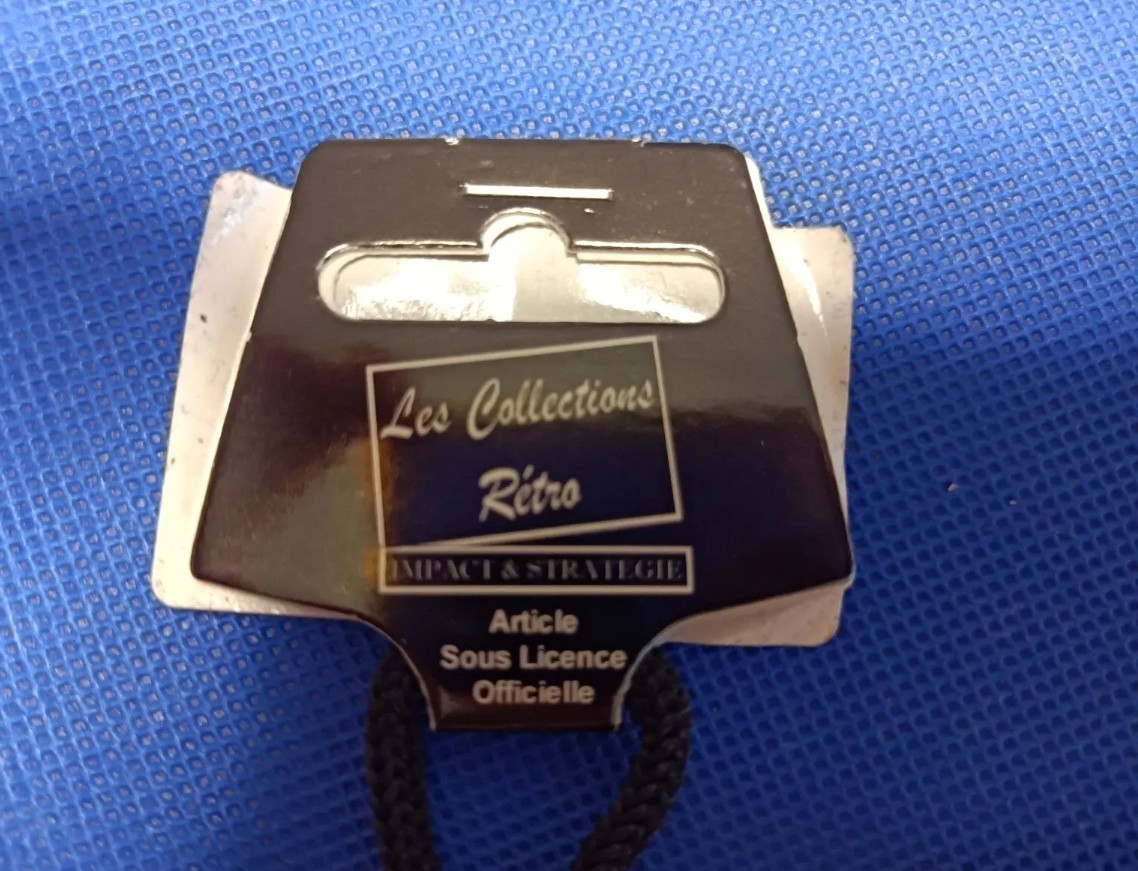 Les Collections
Rétro
IMPACT & STRATEGIE
Article
Sous Licence
Officielle